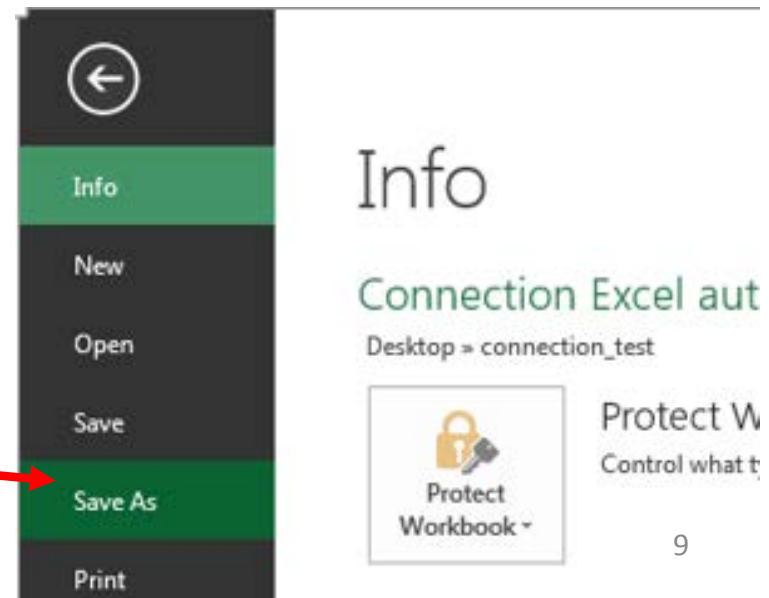 Info
New
Open
Save
Save As
Print
Info
Connection Excel aut
Desktop » connection_test
Protect
Workbook
Protect W
Control what ty
9